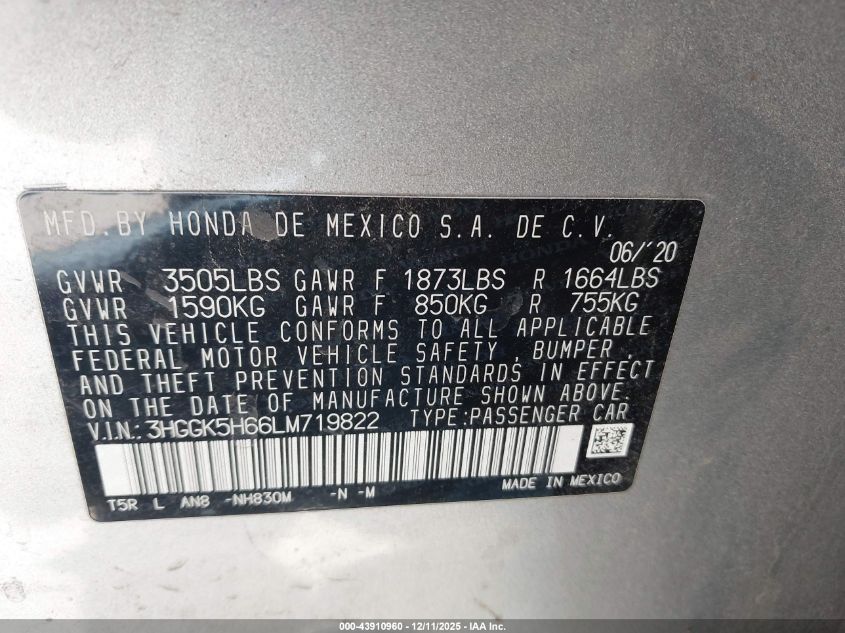 MFD. BY HONDA DE MEXICO S.A. DE C.V.
06/'20
GVWR 3505LBS GAWR F 1873LBS R 1664LBS
GVWR 1590KG GAWR F 850KG R 755KG
THIS VEHICLE CONFORMS TO ALL APPLICABLE
FEDERAL MOTOR VEHICLE SAFETY, BUMPER,
AND THEFT PREVENTION STANDARDS IN EFFECT
ON THE DATE OF MANUFACTURE SHOWN ABOVE.
V.I.N.: 3HGGK5H66LM719822 TYPE:PASSENGER CAR
T5R L AN8 -NH830M -N -M MADE IN MEXICO
000-43910960 - 12/11/2025 - IAA Inc.